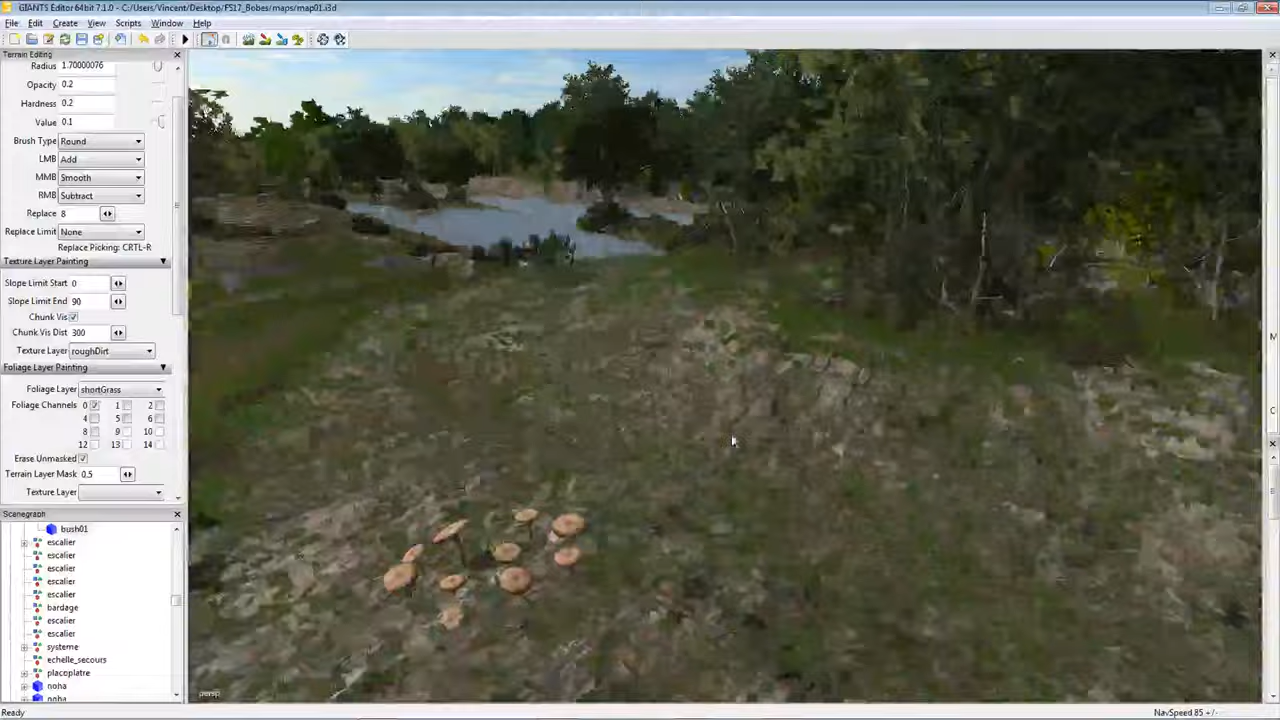 GIANTS Editor 64bit 7.1.0 - C:/Users/Vincent/Desktop/FS17_Bobes/maps/map01.i3d
File Edit Create View Scripts Window Help
Terrain Editing
Radius 1.70000076
Opacity 0.2
Hardness 0.2
Value 0.1
Brush Type Round
LMB Add
MMB Smooth
RMB Subtract
Replace 8
Replace Limit None
Replace Picking: CRTL-R
Texture Layer Painting
Slope Limit Start 0
Slope Limit End 90
Chunk Vis
Chunk Vis Dist 300
Texture Layer roughDirt
Foliage Layer Painting
Foliage Layer shortGrass
Foliage Channels 0 1 2
4 5 6
8 9 10
12 13 14
Erase Unmasked
Terrain Layer Mask 0.5
Texture Layer
Scenegraph
bush01
escalier
escalier
escalier
escalier
escalier
bardage
escalier
escalier
systeme
echelle_secours
placoplatre
noha
noha
persp
Ready
NavSpeed 85 +/-